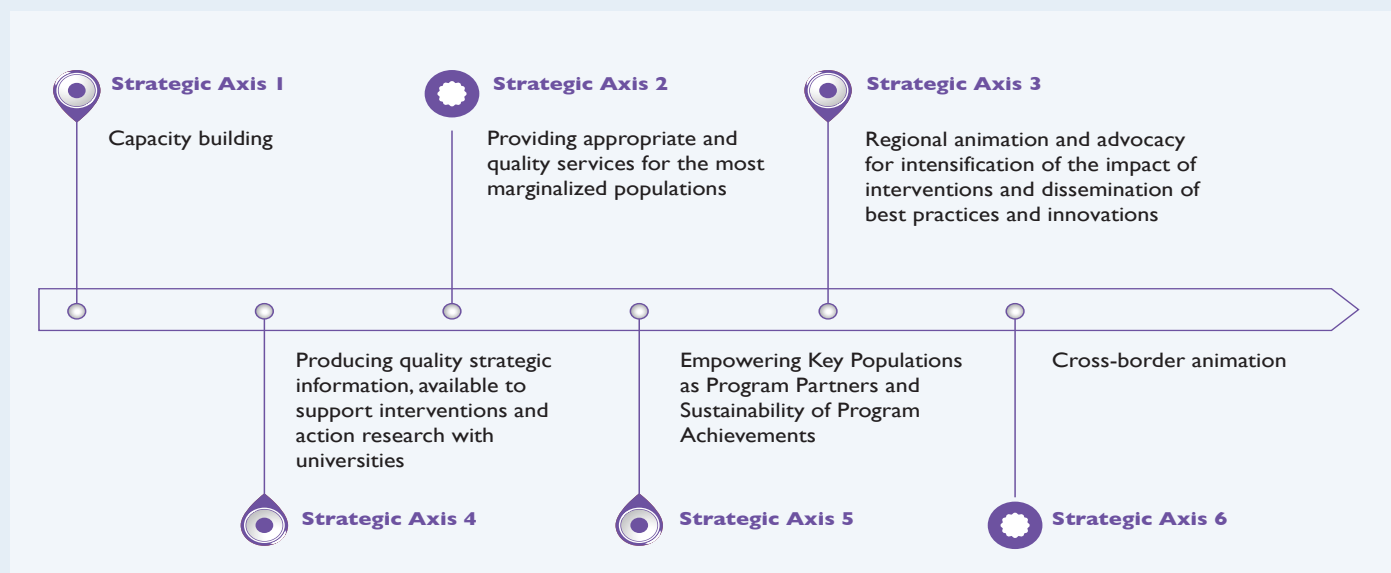 Strategic Axis 1
Capacity building
Strategic Axis 2
Providing appropriate and
quality services for the most
marginalized populations
Strategic Axis 3
Regional animation and advocacy
for intensification of the impact of
interventions and dissemination of
best practices and innovations
Producing quality strategic
information, available to
support interventions and
action research with
universities
Strategic Axis 4
Empowering Key Populations
as Program Partners and
Sustainability of Program
Achievements
Strategic Axis 5
Cross-border animation
Strategic Axis 6